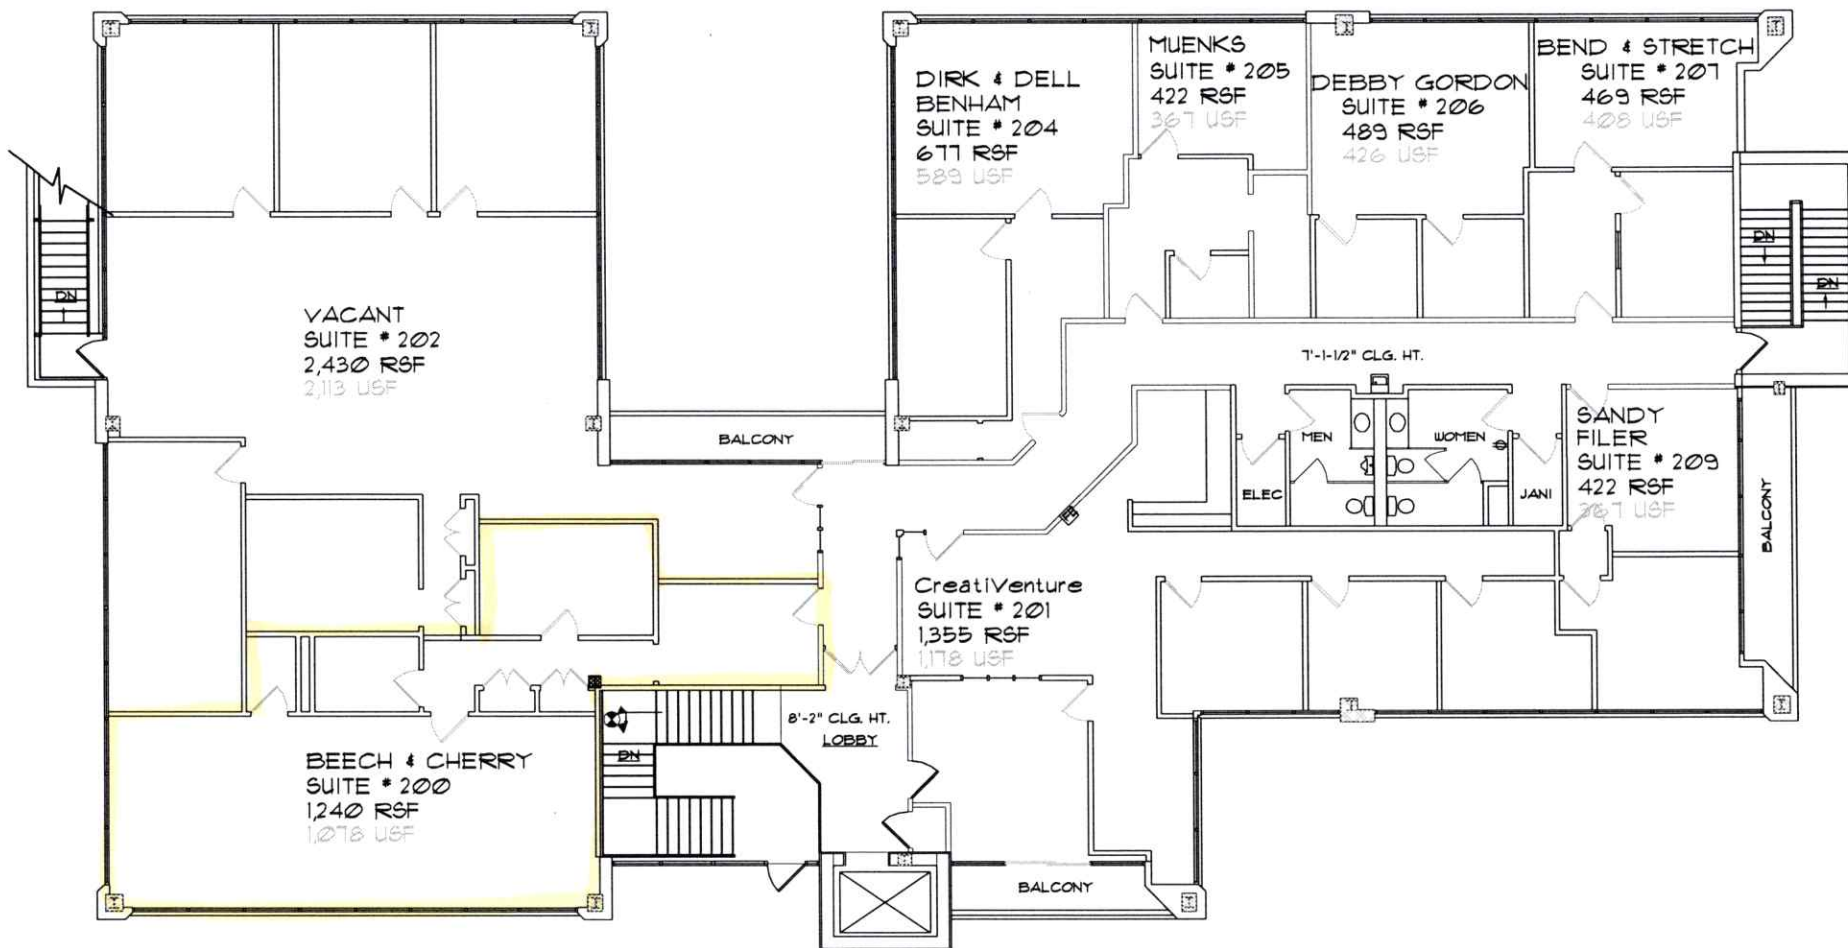 DIRK & DELL
BENHAM
SUITE # 204
677 RSF
589 USF
MUENKS
SUITE # 205
422 RSF
367 USF
DEBBY GORDON
SUITE # 206
489 RSF
426 USF
BEND & STRETCH
SUITE # 207
469 RSF
408 USF
DN
DN
DN
VACANT
SUITE # 202
2,430 RSF
2,113 USF
7'-1-1/2" CLG. HT.
BALCONY
MEN
WOMEN
ELEC
JANI
SANDY
FILER
SUITE # 209
422 RSF
367 USF
BALCONY
CreatiVenture
SUITE # 201
1,355 RSF
1,178 USF
8'-2" CLG. HT.
LOBBY
DN
BEECH & CHERRY
SUITE # 200
1,240 RSF
1,078 USF
BALCONY